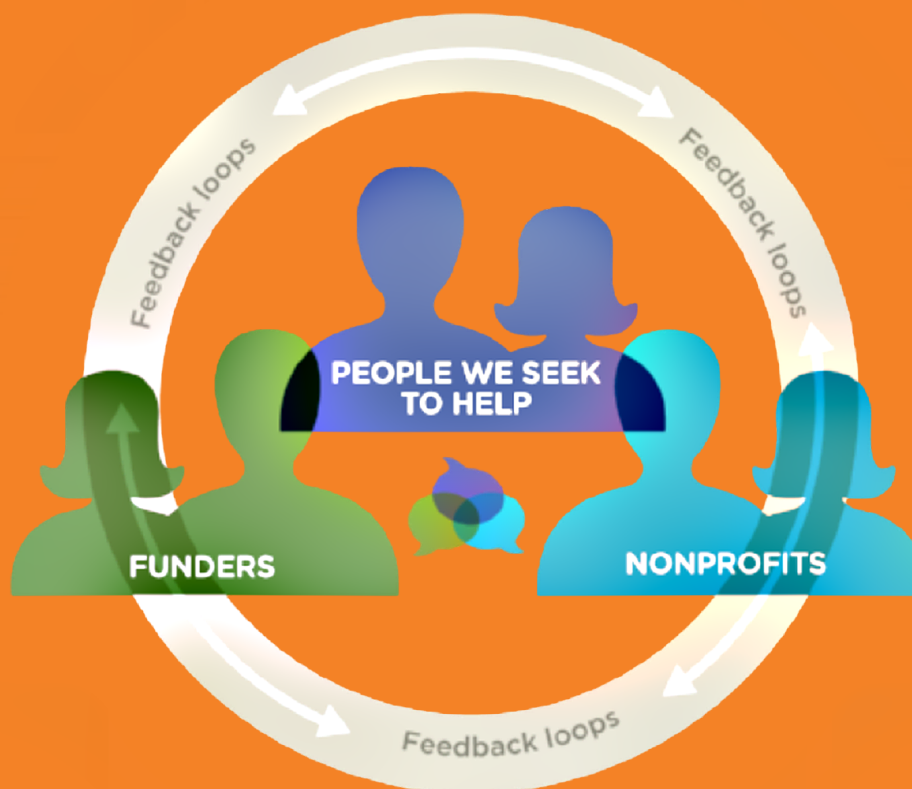 Feedback loops
Feedback loops
PEOPLE WE SEEK
TO HELP
FUNDERS
NONPROFITS
Feedback loops